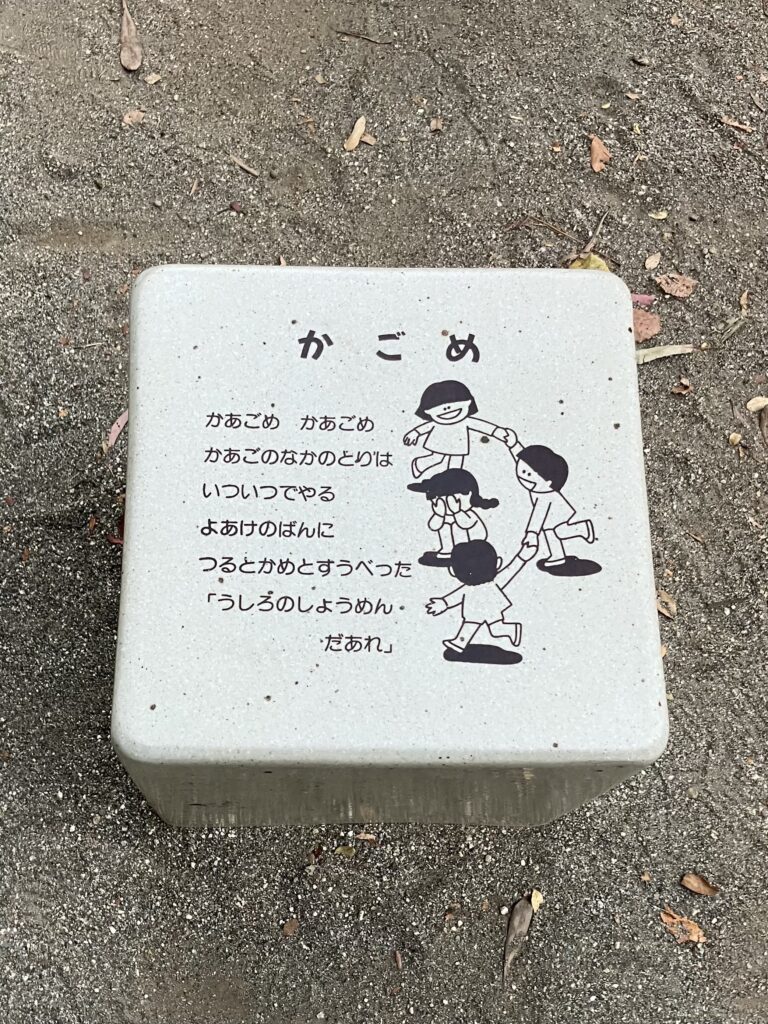 かごめ
かあごめ　かあごめ
かあごのなかのとりは
いついつでやる
よあけのばんに
つるとかめとすうべった
「うしろのしょうめん
だあれ」